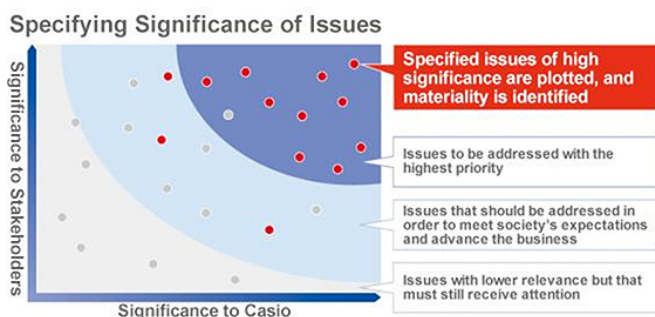 Specifying Significance of Issues
Significance to Stakeholders
Specified issues of high
significance are plotted, and
materiality is identified
Issues to be addressed with the
highest priority
Issues that should be addressed in
order to meet society's expectations
and advance the business
Issues with lower relevance but that
must still receive attention
Significance to Casio